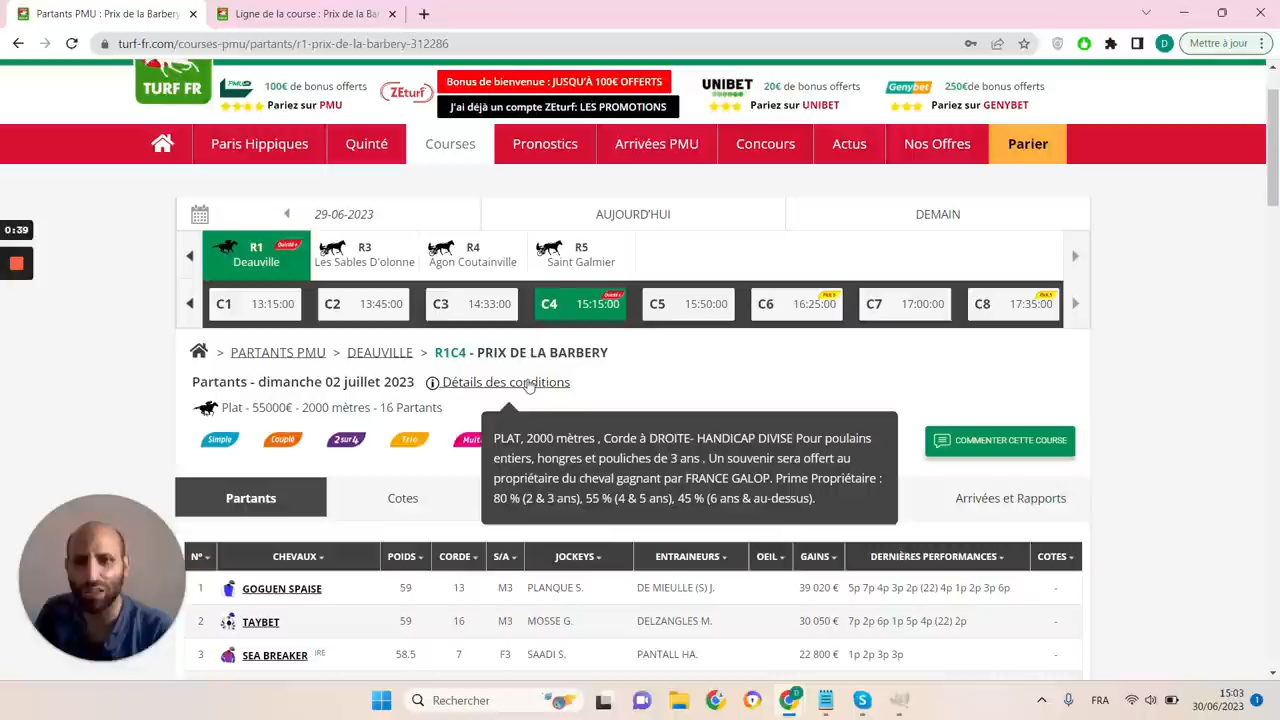 Partants PMU : Prix de la Barbery
Ligne de la course : Prix de la Bar
turf-fr.com/courses-pmu/partants/r1-prix-de-la-barbery-312286
D
Mettre à jour
TURF FR
PMU
100€ de bonus offerts
Pariez sur PMU
ZEturf
Bonus de bienvenue : JUSQU'À 100€ OFFERTS
J'ai déjà un compte ZEturf: LES PROMOTIONS
UNIBET
20€ de bonus offerts
Pariez sur UNIBET
Genybet
250€de bonus offerts
Pariez sur GENYBET
Paris Hippiques
Quinté
Courses
Pronostics
Arrivées PMU
Concours
Actus
Nos Offres
Parier
29-06-2023
AUJOURD'HUI
DEMAIN
0:39
R1 Quinté+
Deauville
R3
Les Sables D'olonne
R4
Agon Coutainville
R5
Saint Galmier
C1 13:15:00
C2 13:45:00
C3 14:33:00
C4 15:15:00 Quinté+
C5 15:50:00
C6 16:25:00 Pick 5
C7 17:00:00
C8 17:35:00 Pick 5
> PARTANTS PMU > DEAUVILLE > R1C4 - PRIX DE LA BARBERY
Partants - dimanche 02 juillet 2023
Détails des conditions
Plat - 55000€ - 2000 mètres - 16 Partants
Simple
Couplé
2sur4
Trio
PLAT, 2000 mètres , Corde à DROITE- HANDICAP DIVISE Pour poulains
entiers, hongres et pouliches de 3 ans . Un souvenir sera offert au
propriétaire du cheval gagnant par FRANCE GALOP. Prime Propriétaire :
80 % (2 & 3 ans), 55 % (4 & 5 ans), 45 % (6 ans & au-dessus).
COMMENTER CETTE COURSE
Partants
Cotes
Arrivées et Rapports
N° CHEVAUX POIDS CORDE S/A JOCKEYS ENTRAINEURS OEIL GAINS DERNIÈRES PERFORMANCES COTES
1 GOGUEN SPAISE 59 13 M3 PLANQUE S. DE MIEULLE (S) J. 39 020 € 5p 7p 4p 3p 2p (22) 4p 1p 2p 3p 6p -
2 TAYBET 59 16 M3 MOSSE G. DELZANGLES M. 30 050 € 7p 2p 6p 1p 5p 4p (22) 2p -
3 SEA BREAKER IRE 58.5 7 F3 SAADI S. PANTALL HA. 22 800 € 1p 2p 3p 3p -
Rechercher
FRA
15:03
30/06/2023
1